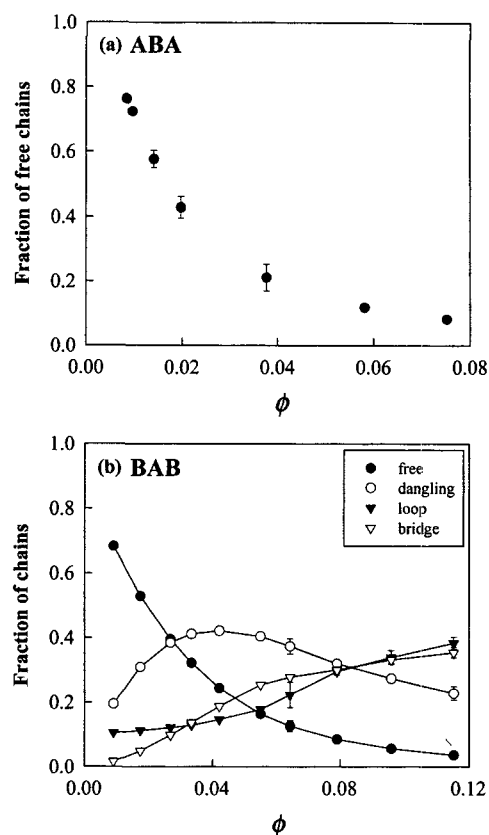 (a) ABA
Fraction of free chains
1.0
0.8
0.6
0.4
0.2
0.0
0.00 0.02 0.04 0.06 0.08
ϕ
(b) BAB
free
dangling
loop
bridge
Fraction of chains
1.0
0.8
0.6
0.4
0.2
0.0
0.00 0.04 0.08 0.12
ϕ